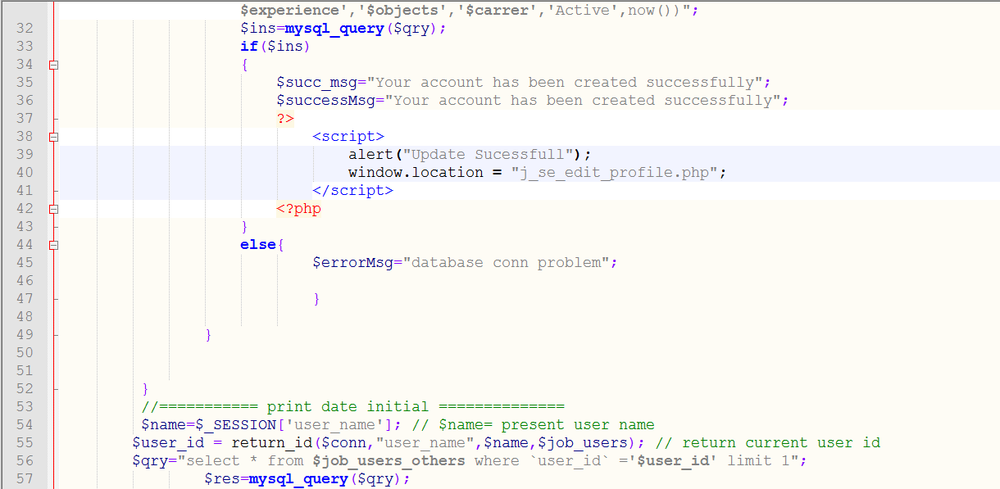 $experience','$objects','$carrer','Active',now())";
32 $ins=mysql_query($qry);
33 if($ins)
34 {
35 $succ_msg="Your account has been created successfully";
36 $successMsg="Your account has been created successfully";
37 ?>
38 <script>
39 alert("Update Sucessfull");
40 window.location = "j_se_edit_profile.php";
41 </script>
42 <?php
43 }
44 else{
45 $errorMsg="database conn problem";
46
47 }
48
49 }
50
51
52 }
53 //=========== print date initial ==============
54 $name=$_SESSION['user_name']; // $name= present user name
55 $user_id = return_id($conn,"user_name",$name,$job_users); // return current user id
56 $qry="select * from $job_users_others where `user_id` ='$user_id' limit 1";
57 $res=mysql_query($qry);